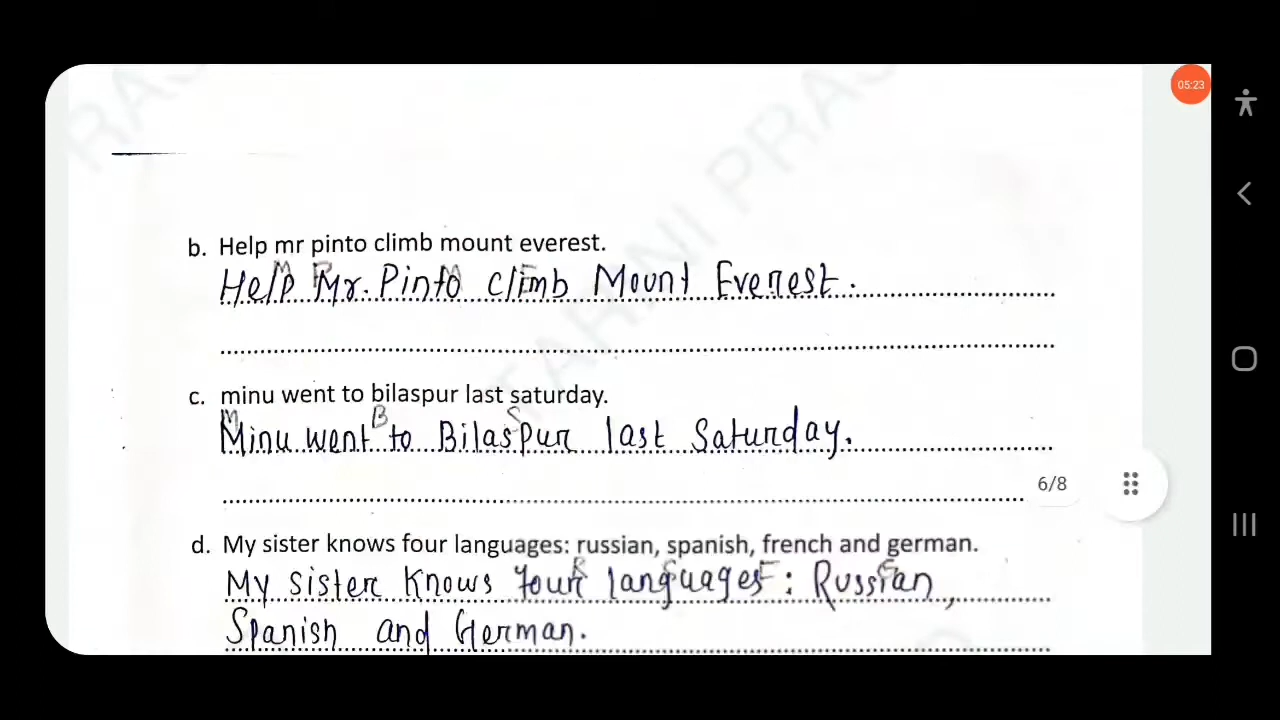 05:23
b. Help mr pinto climb mount everest.
M P M E
Help Mr. Pinto climb Mount Everest.
c. minu went to bilaspur last saturday.
M B S
Minu went to Bilaspur last Saturday.
6/8
d. My sister knows four languages: russian, spanish, french and german.
R S F G
My sister knows four languages: Russian,
Spanish and German.